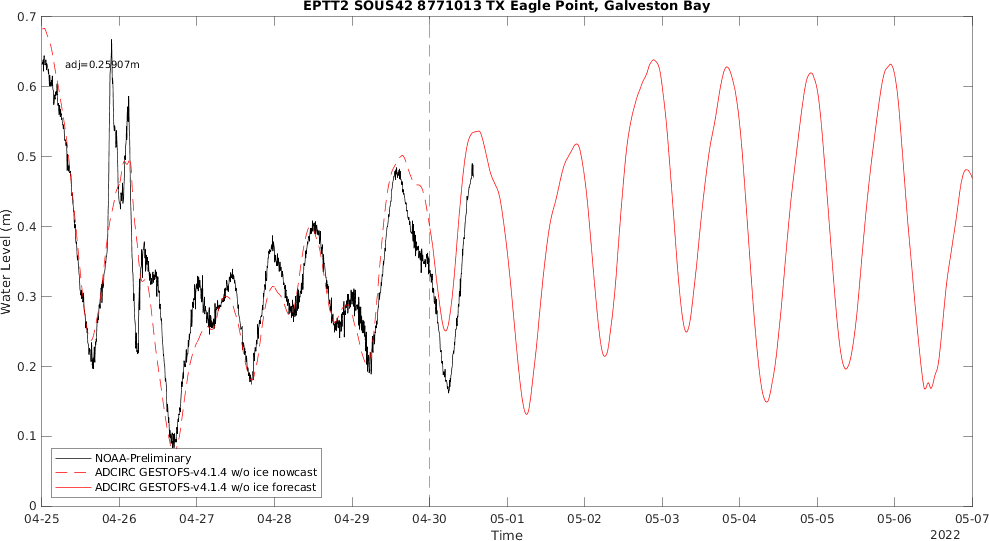 EPTT2 SOUS42 8771013 TX Eagle Point, Galveston Bay
0.7
adj=0.25907m
0.6
0.5
0.4
0.3
0.2
0.1
0
Water Level (m)
NOAA-Preliminary
ADCIRC GESTOFS-v4.1.4 w/o ice nowcast
ADCIRC GESTOFS-v4.1.4 w/o ice forecast
04-25 04-26 04-27 04-28 04-29 04-30 05-01 05-02 05-03 05-04 05-05 05-06 05-07
Time
2022